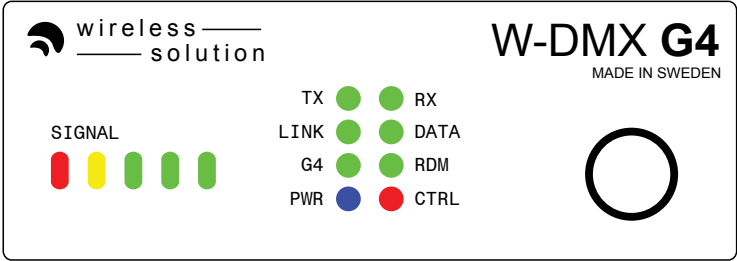 wireless
solution
W-DMX G4
MADE IN SWEDEN
SIGNAL
TX RX
LINK DATA
G4 RDM
PWR CTRL